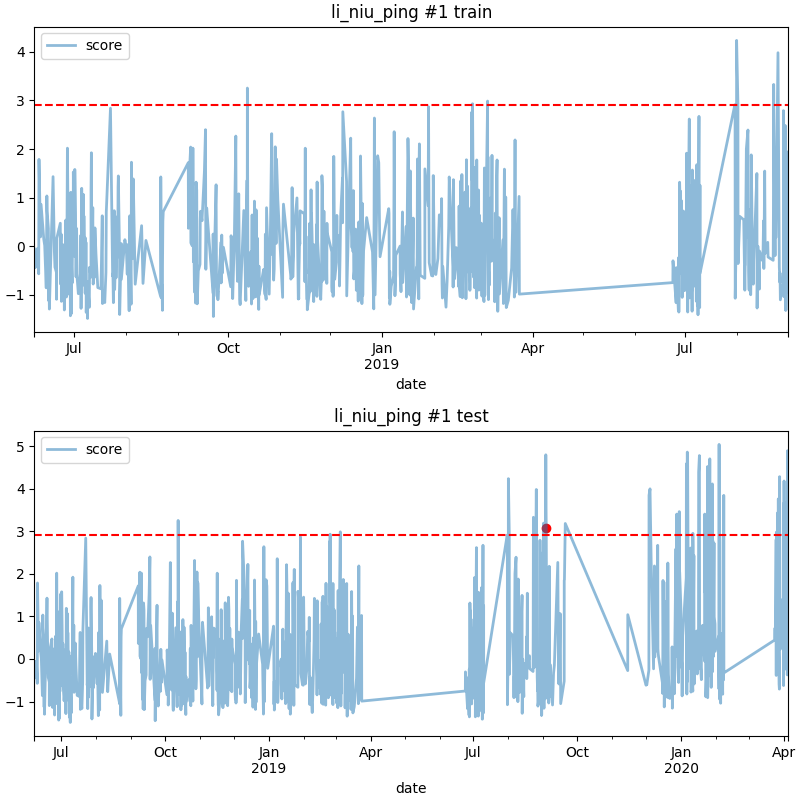 li_niu_ping #1 train
score
4
3
2
1
0
−1
Jul Oct Jan Apr Jul
2019
date
li_niu_ping #1 test
score
5
4
3
2
1
0
−1
Jul Oct Jan Apr Jul Oct Jan Apr
2019 2020
date